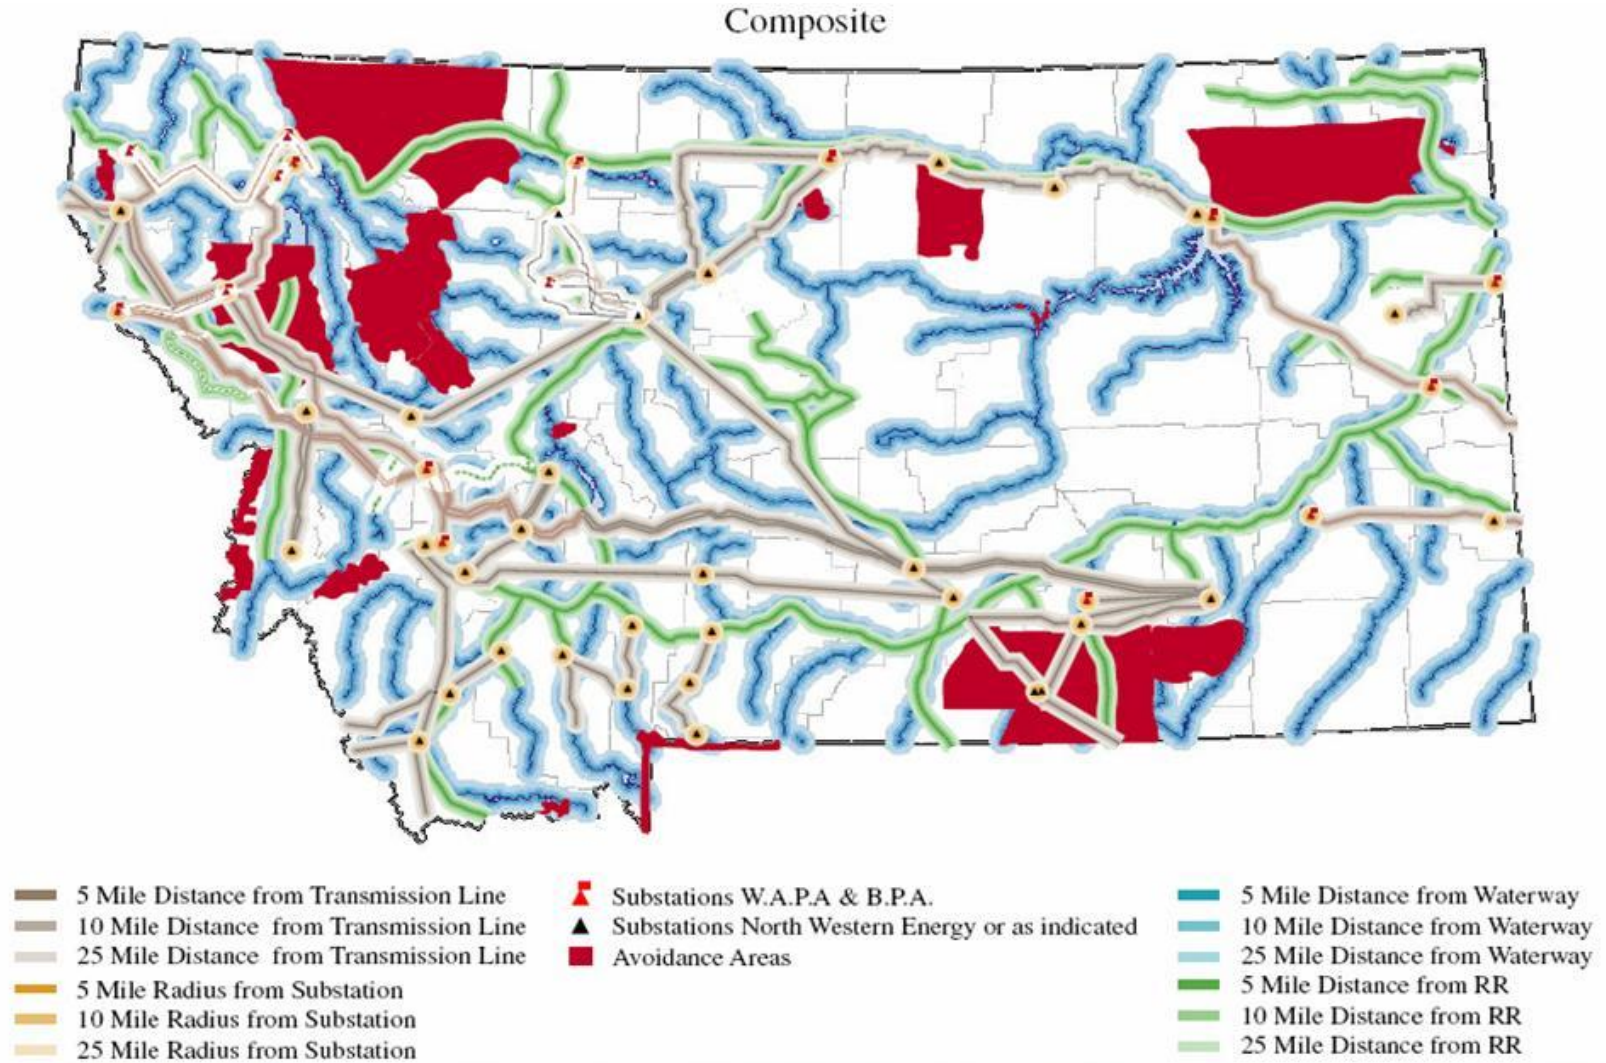 Composite
5 Mile Distance from Transmission Line
10 Mile Distance from Transmission Line
25 Mile Distance from Transmission Line
5 Mile Radius from Substation
10 Mile Radius from Substation
25 Mile Radius from Substation
Substations W.A.P.A & B.P.A.
Substations North Western Energy or as indicated
Avoidance Areas
5 Mile Distance from Waterway
10 Mile Distance from Waterway
25 Mile Distance from Waterway
5 Mile Distance from RR
10 Mile Distance from RR
25 Mile Distance from RR